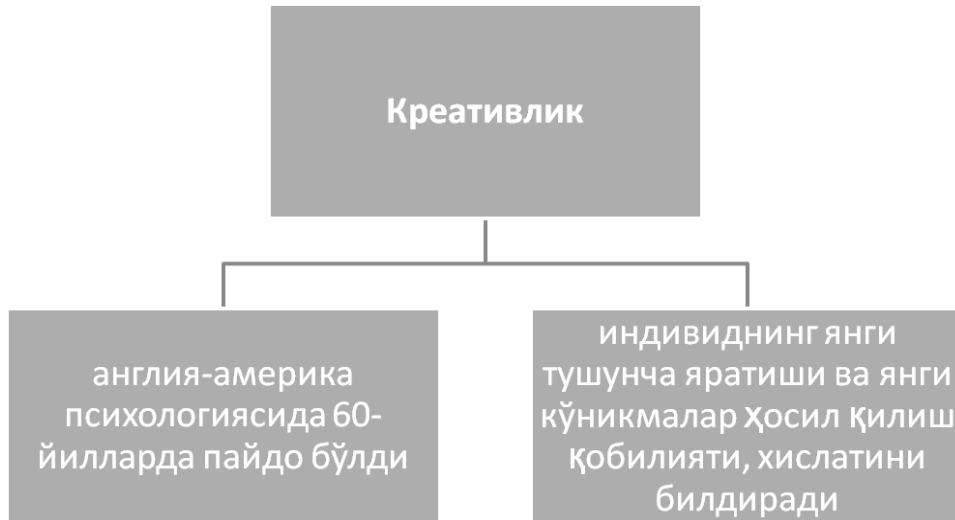 Креативлик
англия-америка
психологиясида 60-
йилларда пайдо бўлди
индивиднинг янги
тушунча яратиши ва янги
кўникмалар ҳосил қилиш
қобилияти, хислатини
билдиради